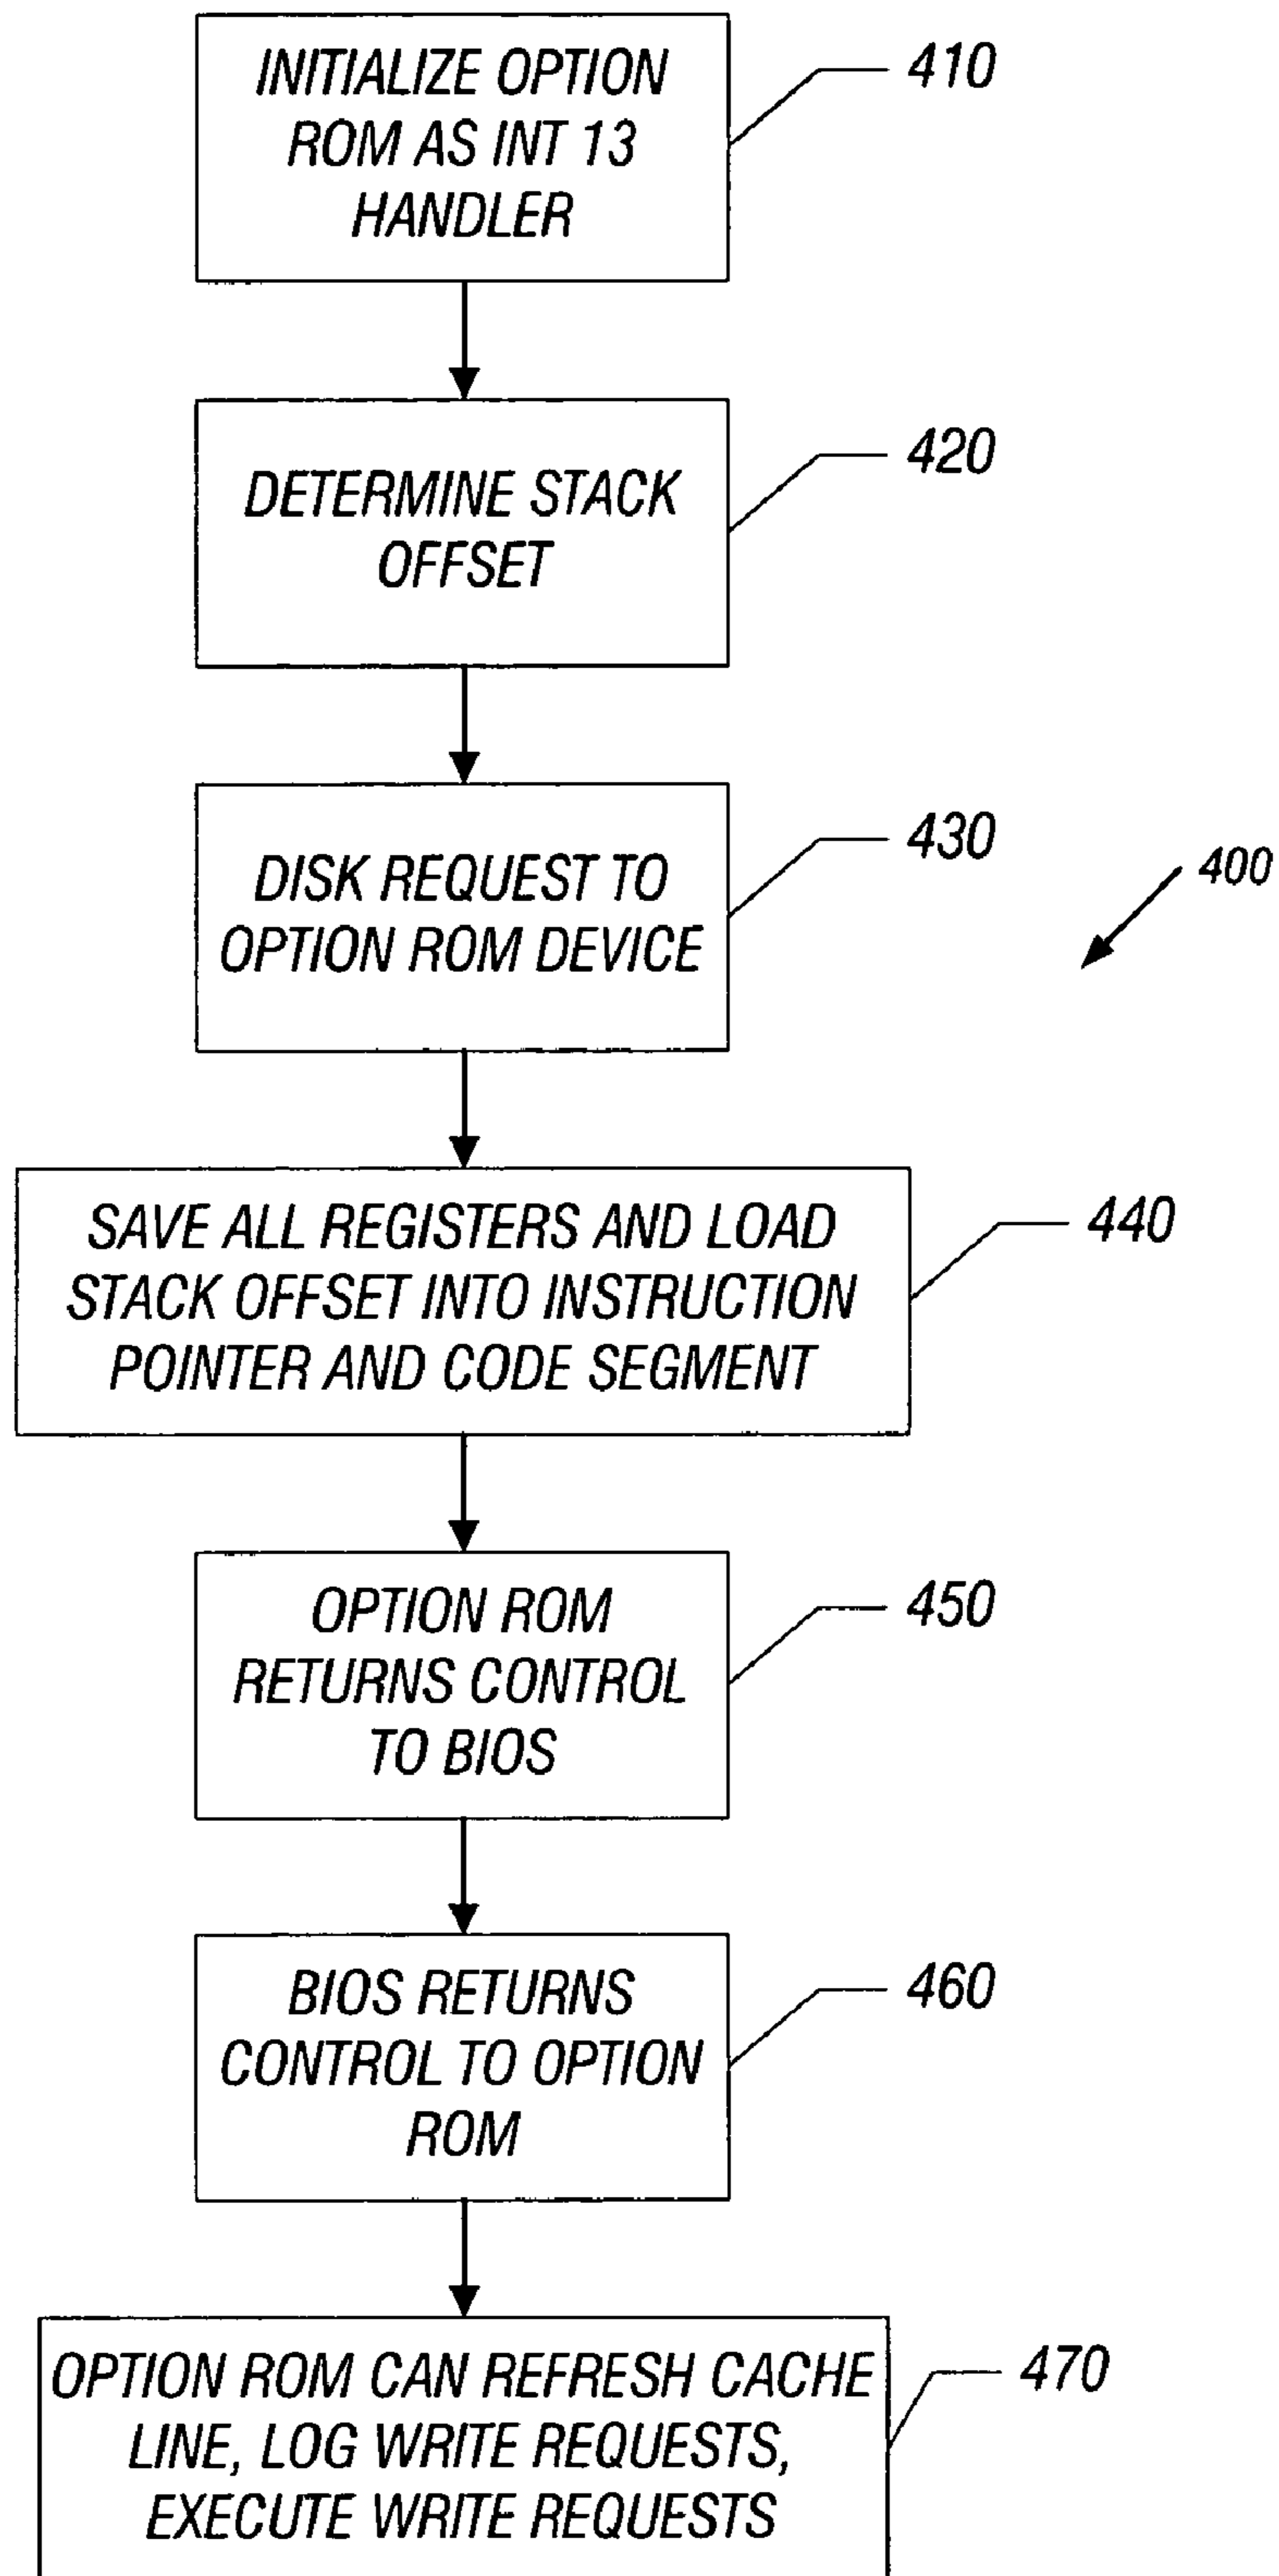 INITIALIZE OPTION
ROM AS INT 13
HANDLER
410
DETERMINE STACK
OFFSET
420
DISK REQUEST TO
OPTION ROM DEVICE
430
400
SAVE ALL REGISTERS AND LOAD
STACK OFFSET INTO INSTRUCTION
POINTER AND CODE SEGMENT
440
OPTION ROM
RETURNS CONTROL
TO BIOS
450
BIOS RETURNS
CONTROL TO OPTION
ROM
460
OPTION ROM CAN REFRESH CACHE
LINE, LOG WRITE REQUESTS,
EXECUTE WRITE REQUESTS
470